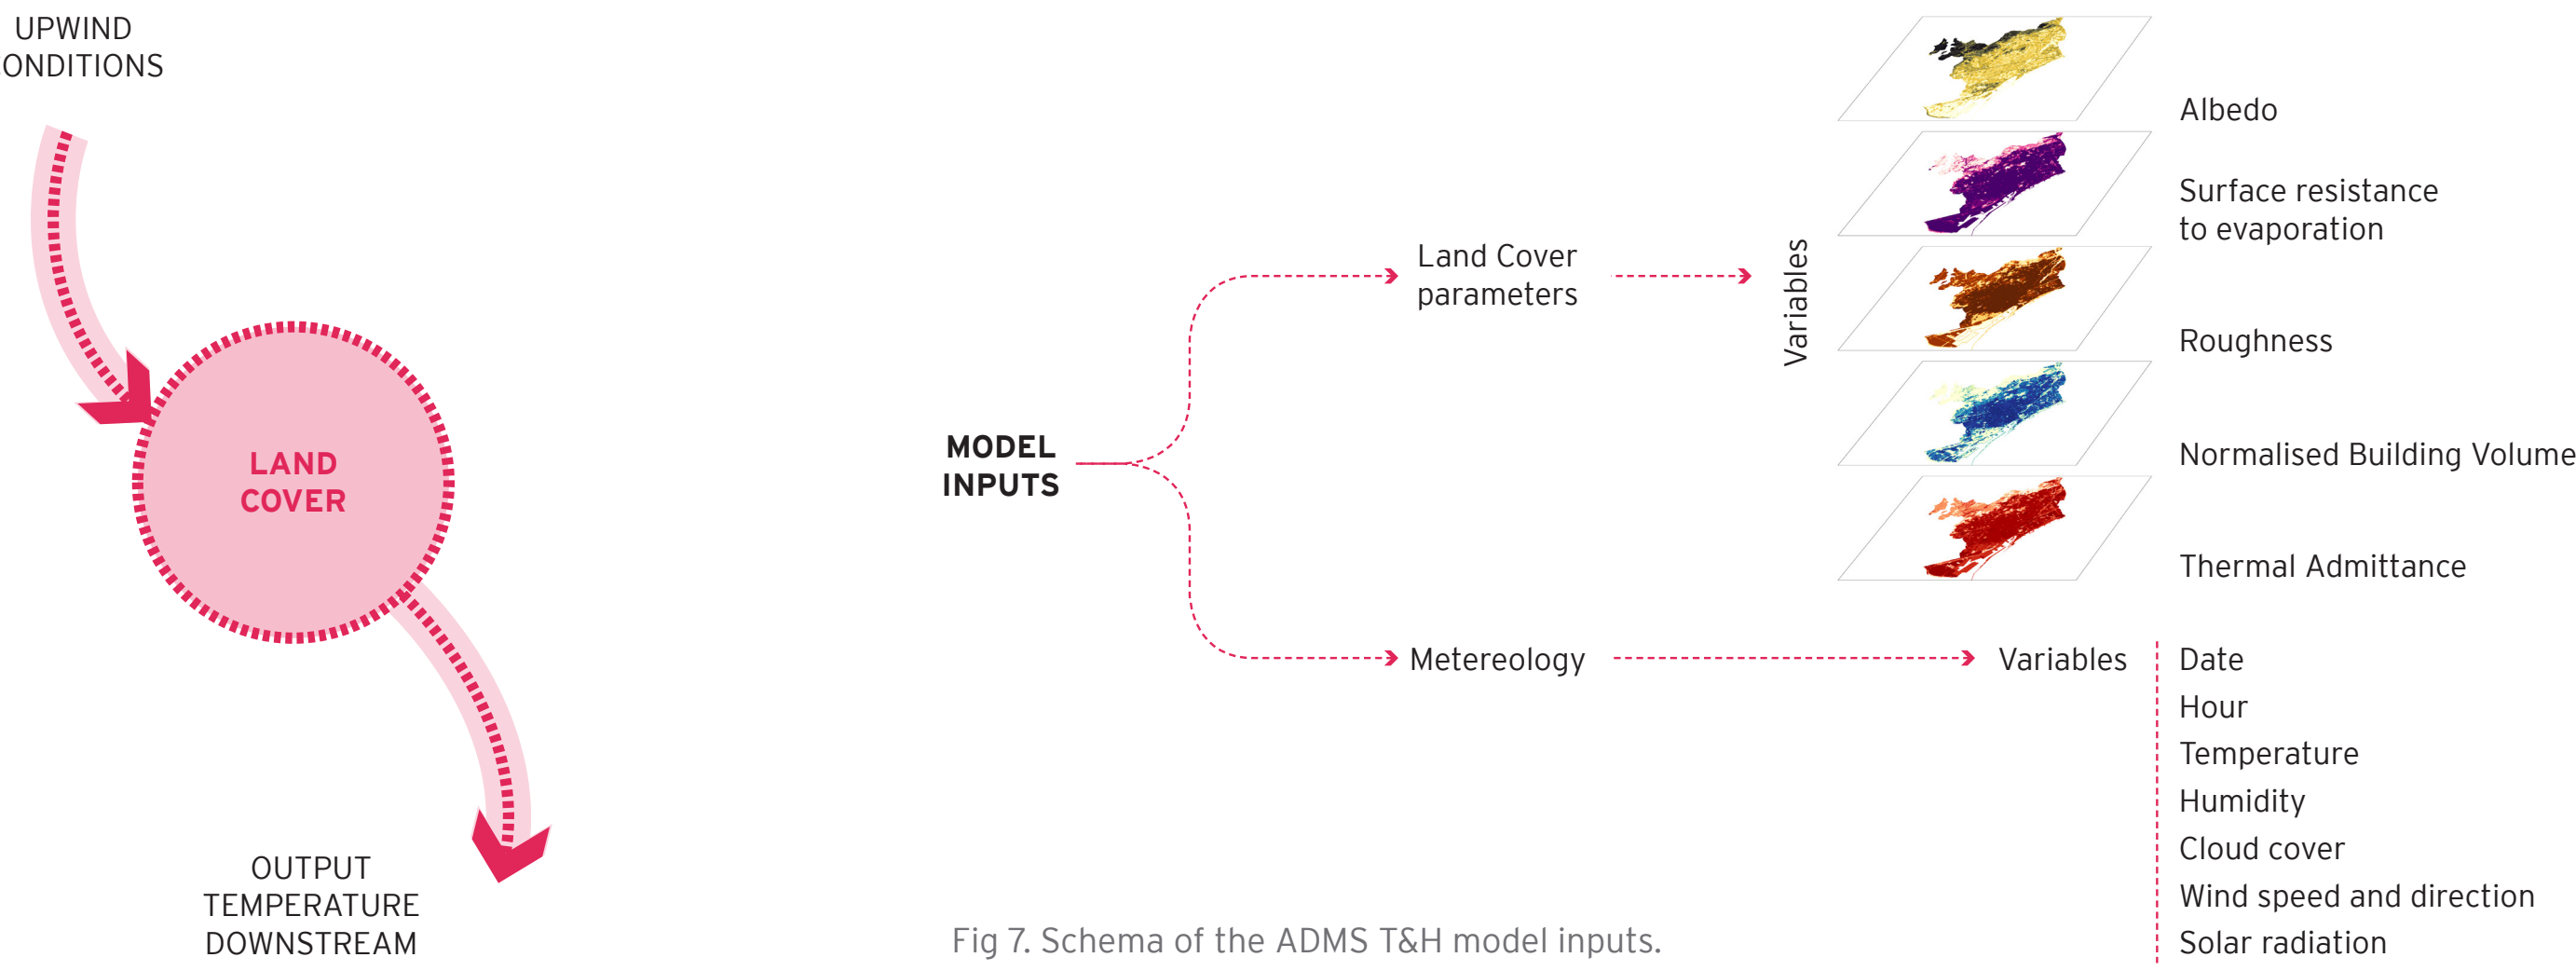 UPWIND
ONDITIONS
LAND
COVER
OUTPUT
TEMPERATURE
DOWNSTREAM
MODEL
INPUTS
Land Cover
parameters
Variables
Albedo
Surface resistance
to evaporation
Roughness
Normalised Building Volume
Thermal Admittance
Metereology
Variables
Date
Hour
Temperature
Humidity
Cloud cover
Wind speed and direction
Solar radiation
Fig 7. Schema of the ADMS T&H model inputs.